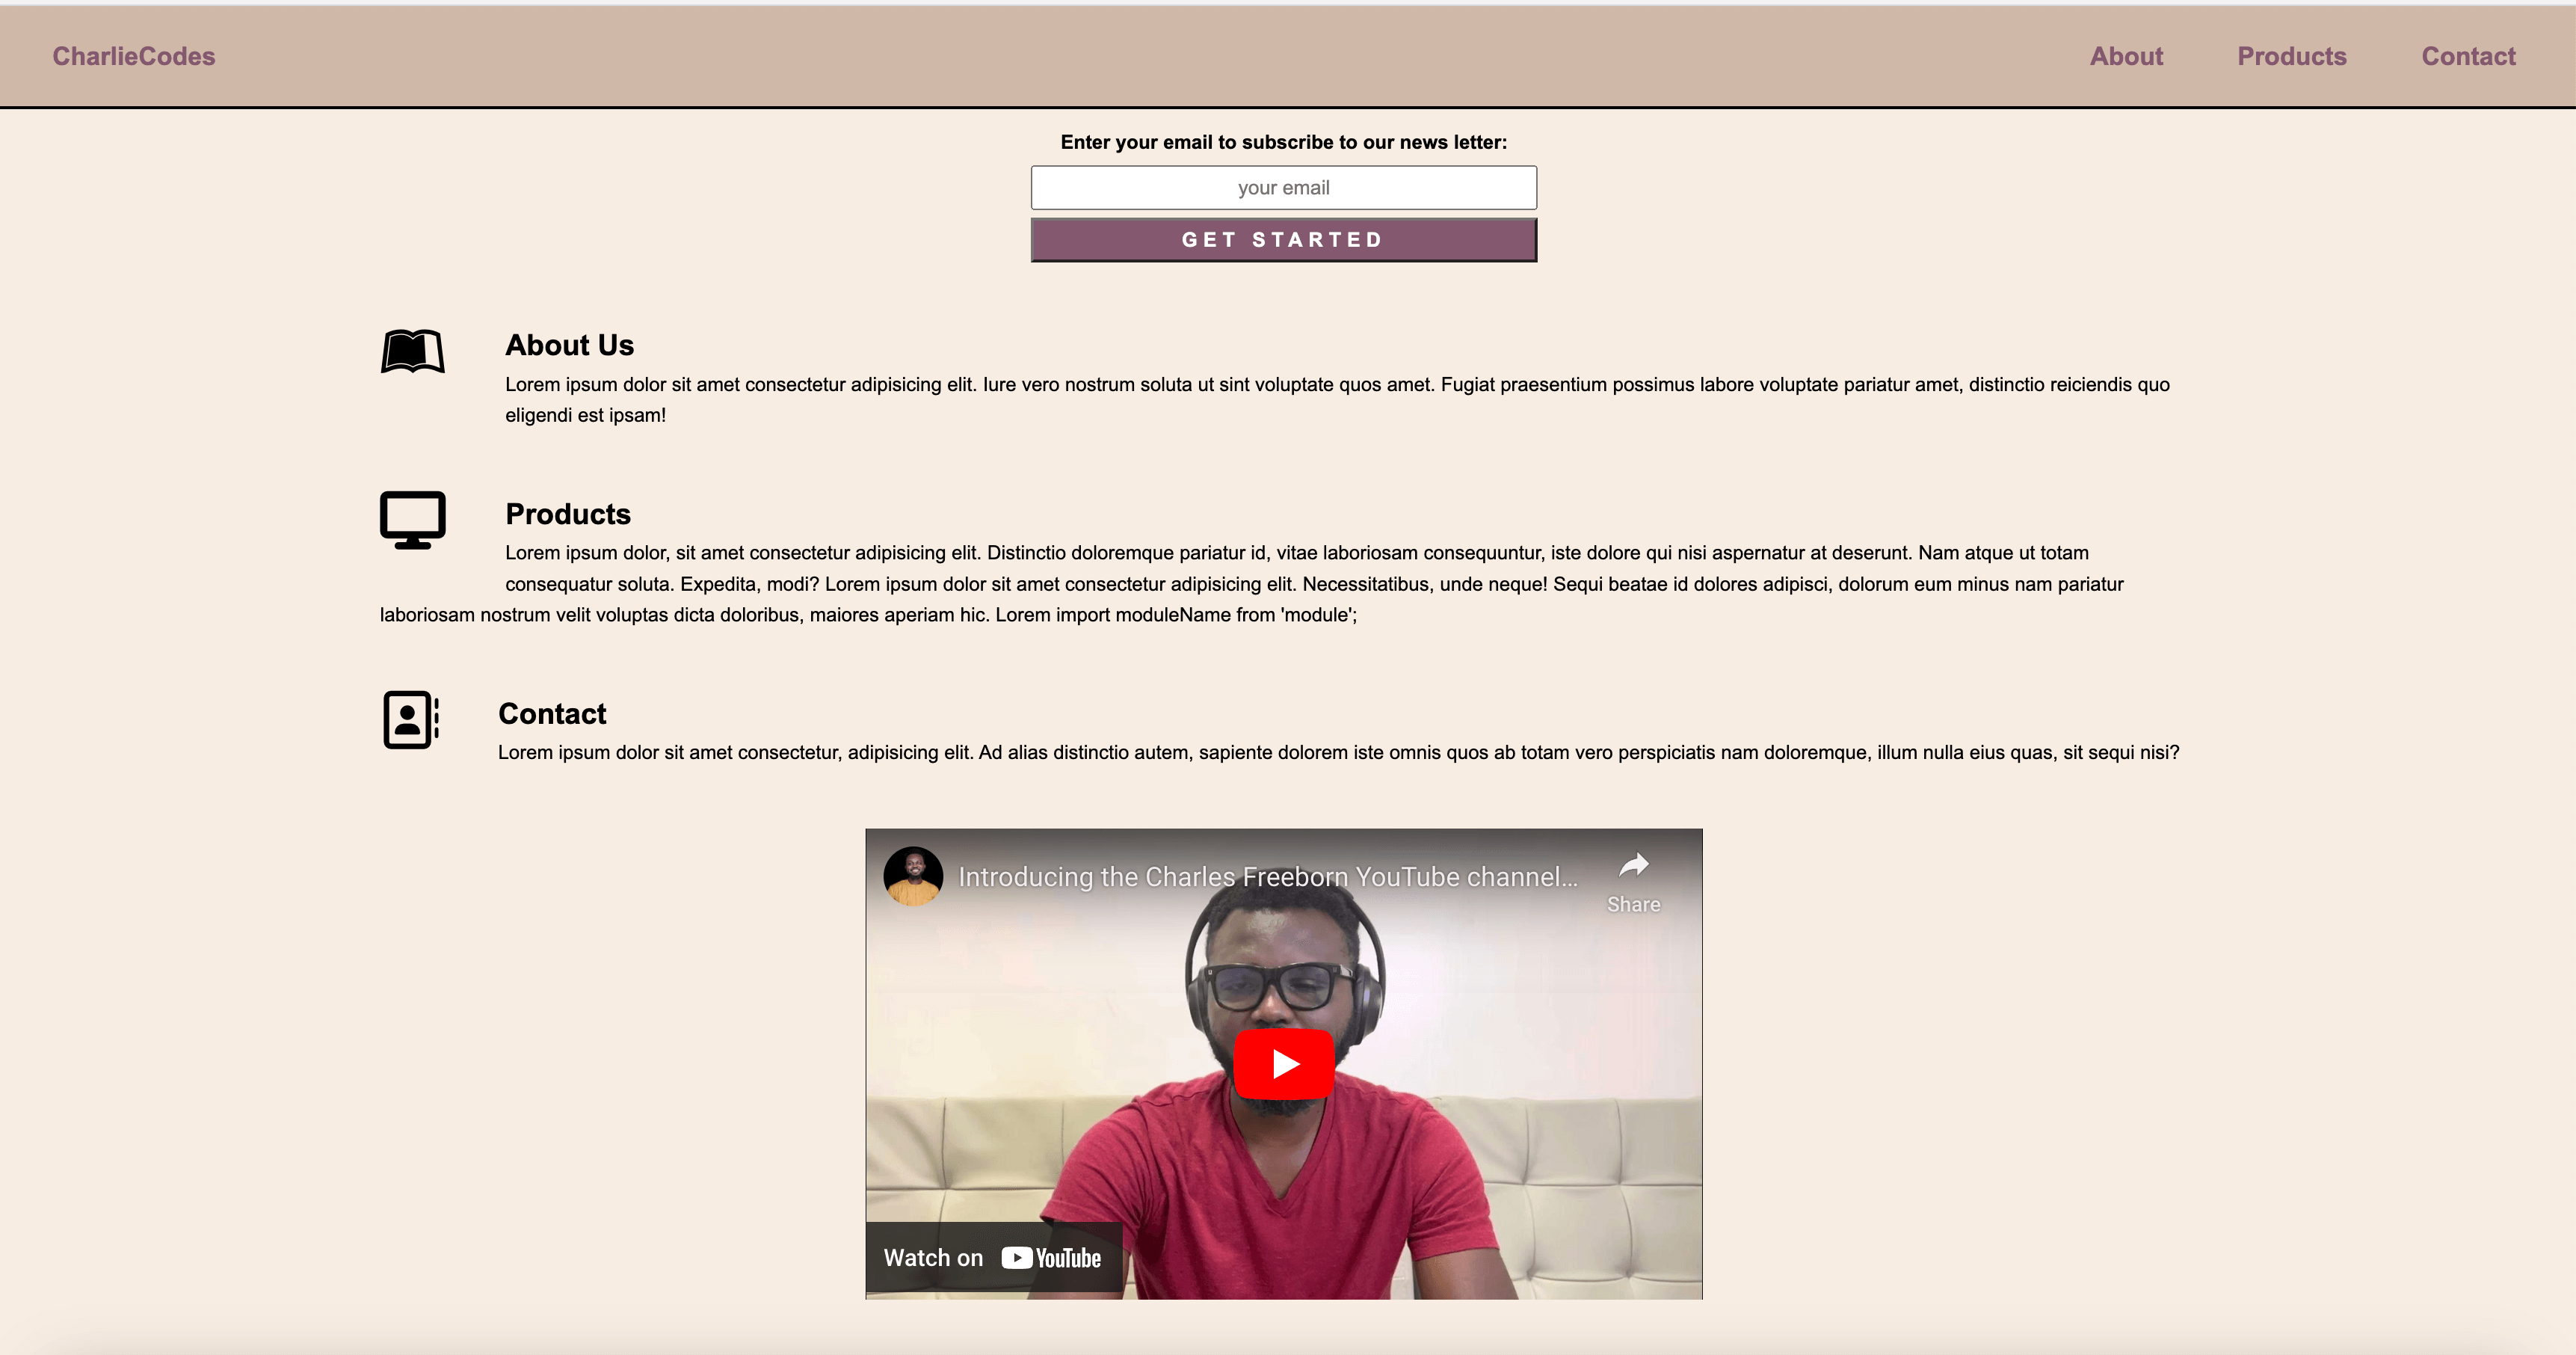 CharlieCodes
About Products Contact
Enter your email to subscribe to our news letter:
your email
GET STARTED
About Us
Lorem ipsum dolor sit amet consectetur adipisicing elit. Iure vero nostrum soluta ut sint voluptate quos amet. Fugiat praesentium possimus labore voluptate pariatur amet, distinctio reiciendis quo
eligendi est ipsam!
Products
Lorem ipsum dolor, sit amet consectetur adipisicing elit. Distinctio doloremque pariatur id, vitae laboriosam consequuntur, iste dolore qui nisi aspernatur at deserunt. Nam atque ut totam
consequatur soluta. Expedita, modi? Lorem ipsum dolor sit amet consectetur adipisicing elit. Necessitatibus, unde neque! Sequi beatae id dolores adipisci, dolorum eum minus nam pariatur
laboriosam nostrum velit voluptas dicta doloribus, maiores aperiam hic. Lorem import moduleName from 'module';
Contact
Lorem ipsum dolor sit amet consectetur, adipisicing elit. Ad alias distinctio autem, sapiente dolorem iste omnis quos ab totam vero perspiciatis nam doloremque, illum nulla eius quas, sit sequi nisi?
Introducing the Charles Freeborn YouTube channel...
Share
Watch on YouTube